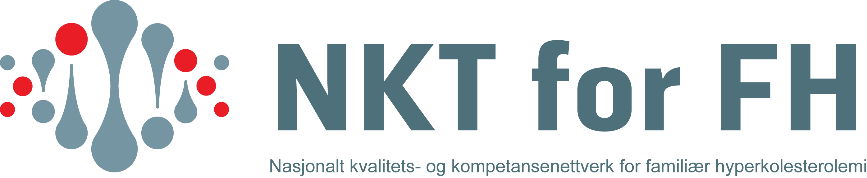 NKT for FH
Nasjonalt kvalitets- og kompetansenettverk for familiær hyperkolesterolemi